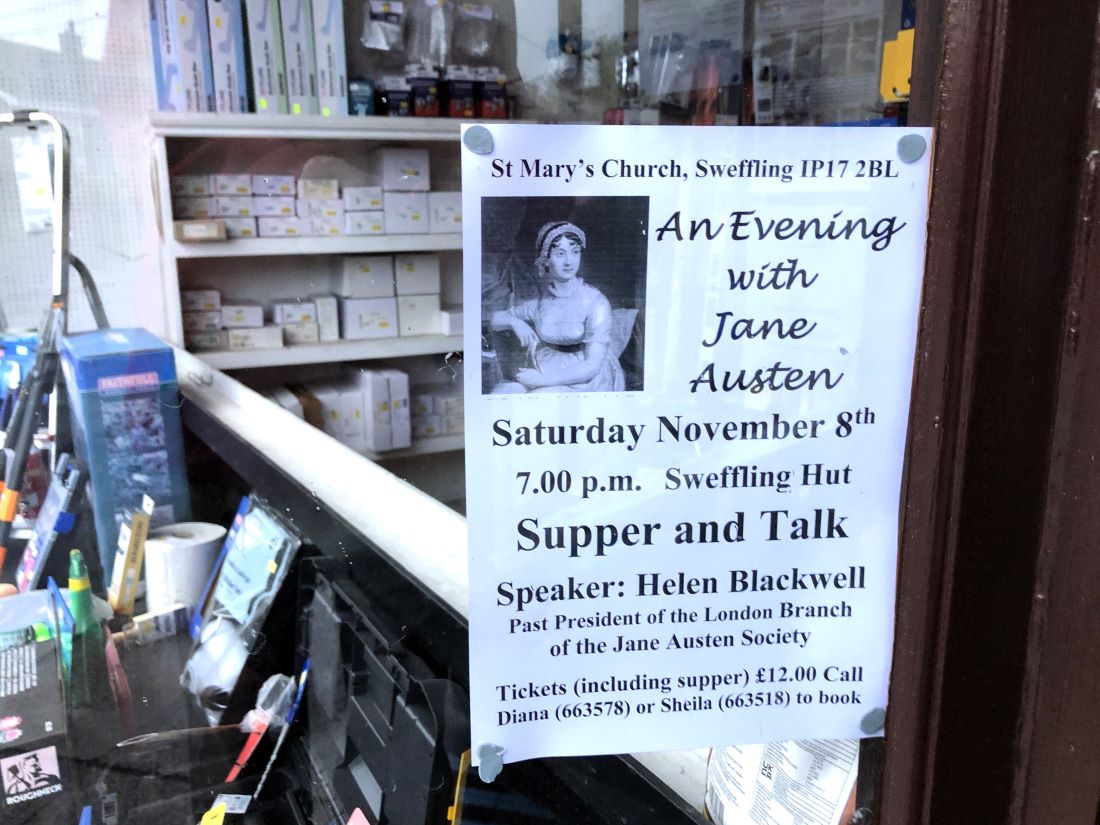 St Mary's Church, Sweffling IP17 2BL
An Evening
with
Jane
Austen
Saturday November 8th
7.00 p.m. Sweffling Hut
Supper and Talk
Speaker: Helen Blackwell
Past President of the London Branch
of the Jane Austen Society
Tickets (including supper) £12.00 Call
Diana (663578) or Sheila (663518) to book
FAITHFULL
ROUGHNECK